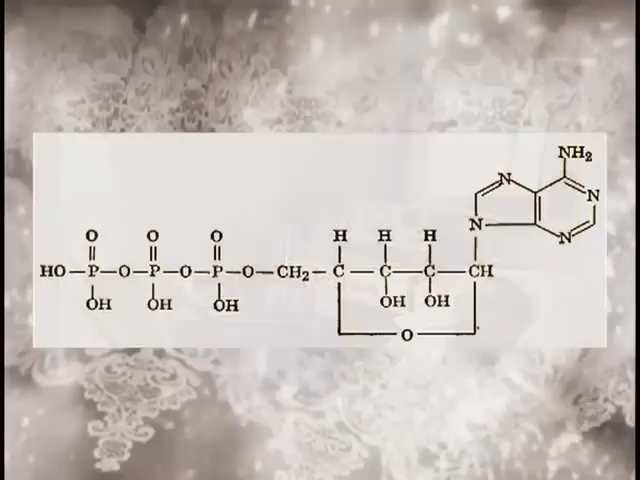 NH₂
N
N
N
N
O O O H H H
HO—P—O—P—O—P—O—CH₂—C—C—C—CH
OH OH OH OH OH
O